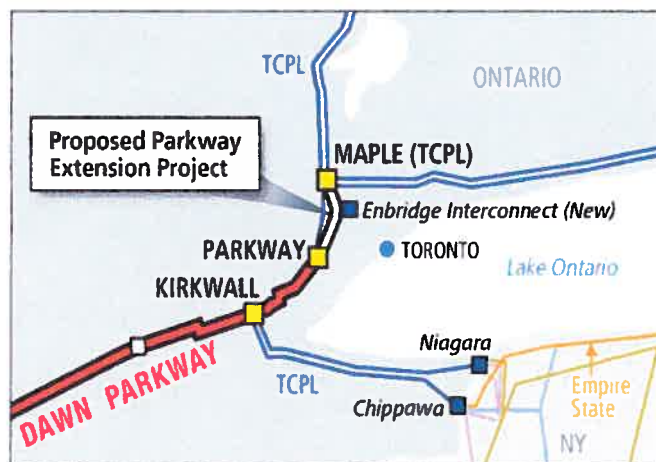 TCPL
ONTARIO
Proposed Parkway
Extension Project
MAPLE (TCPL)
Enbridge Interconnect (New)
PARKWAY
TORONTO
Lake Ontario
KIRKWALL
Niagara
DAWN PARKWAY
TCPL
Chippawa
Empire
State
NY